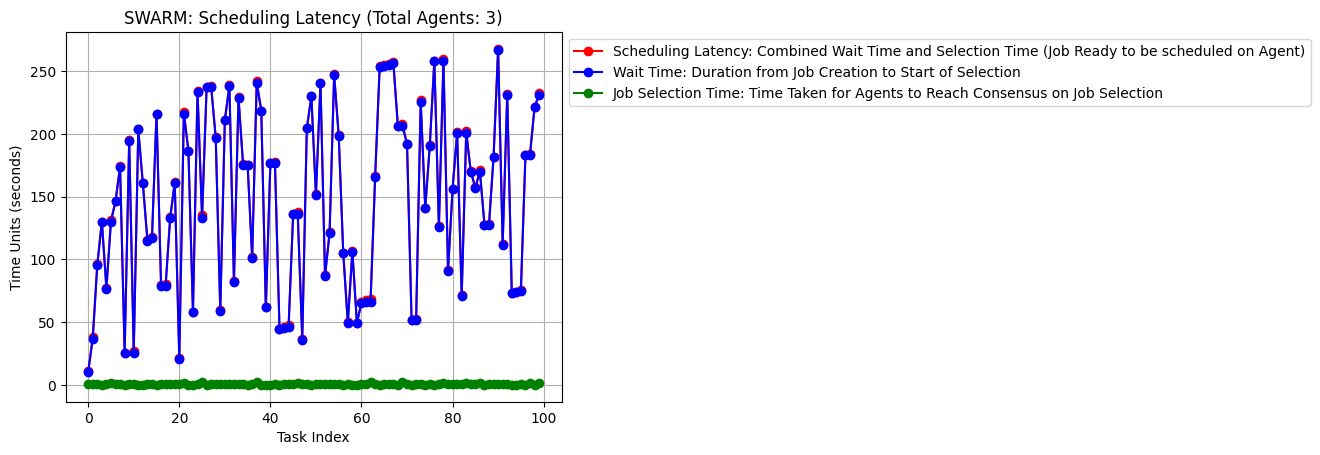 SWARM: Scheduling Latency (Total Agents: 3)
Scheduling Latency: Combined Wait Time and Selection Time (Job Ready to be scheduled on Agent)
Wait Time: Duration from Job Creation to Start of Selection
Job Selection Time: Time Taken for Agents to Reach Consensus on Job Selection
Time Units (seconds)
250
200
150
100
50
0
0 20 40 60 80 100
Task Index